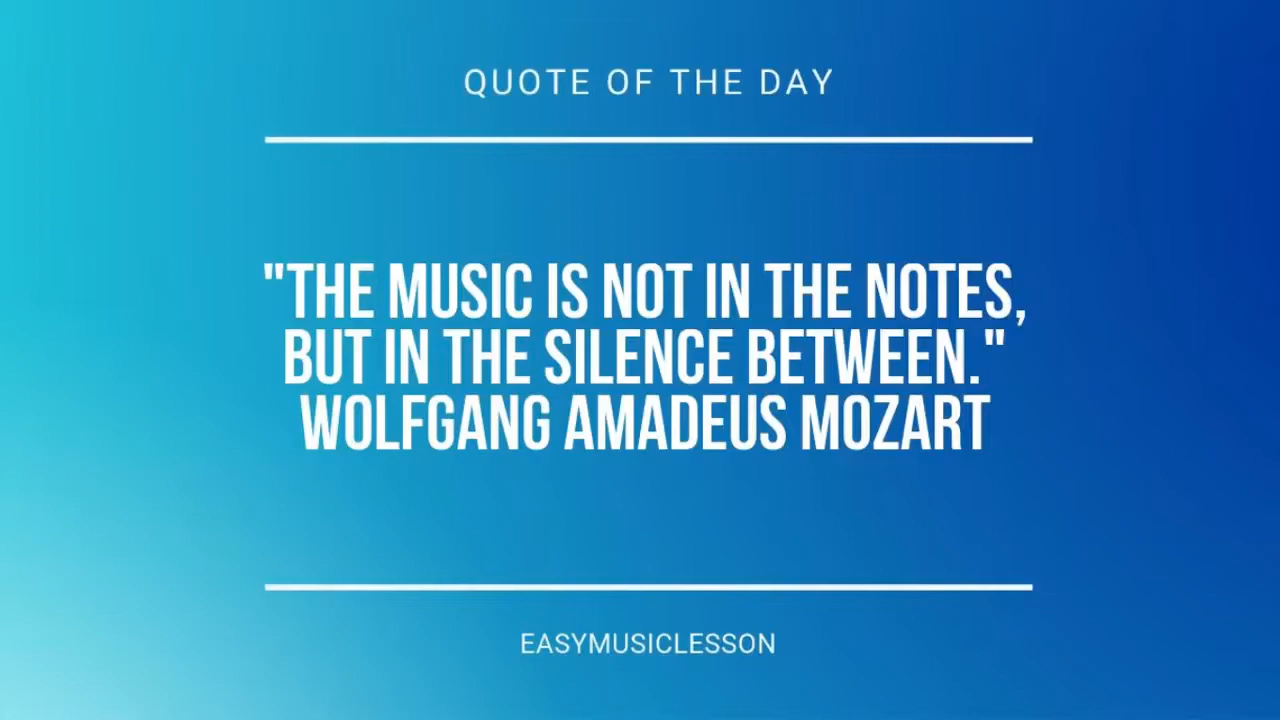 QUOTE OF THE DAY
"THE MUSIC IS NOT IN THE NOTES,
BUT IN THE SILENCE BETWEEN."
WOLFGANG AMADEUS MOZART
EASYMUSICLESSON